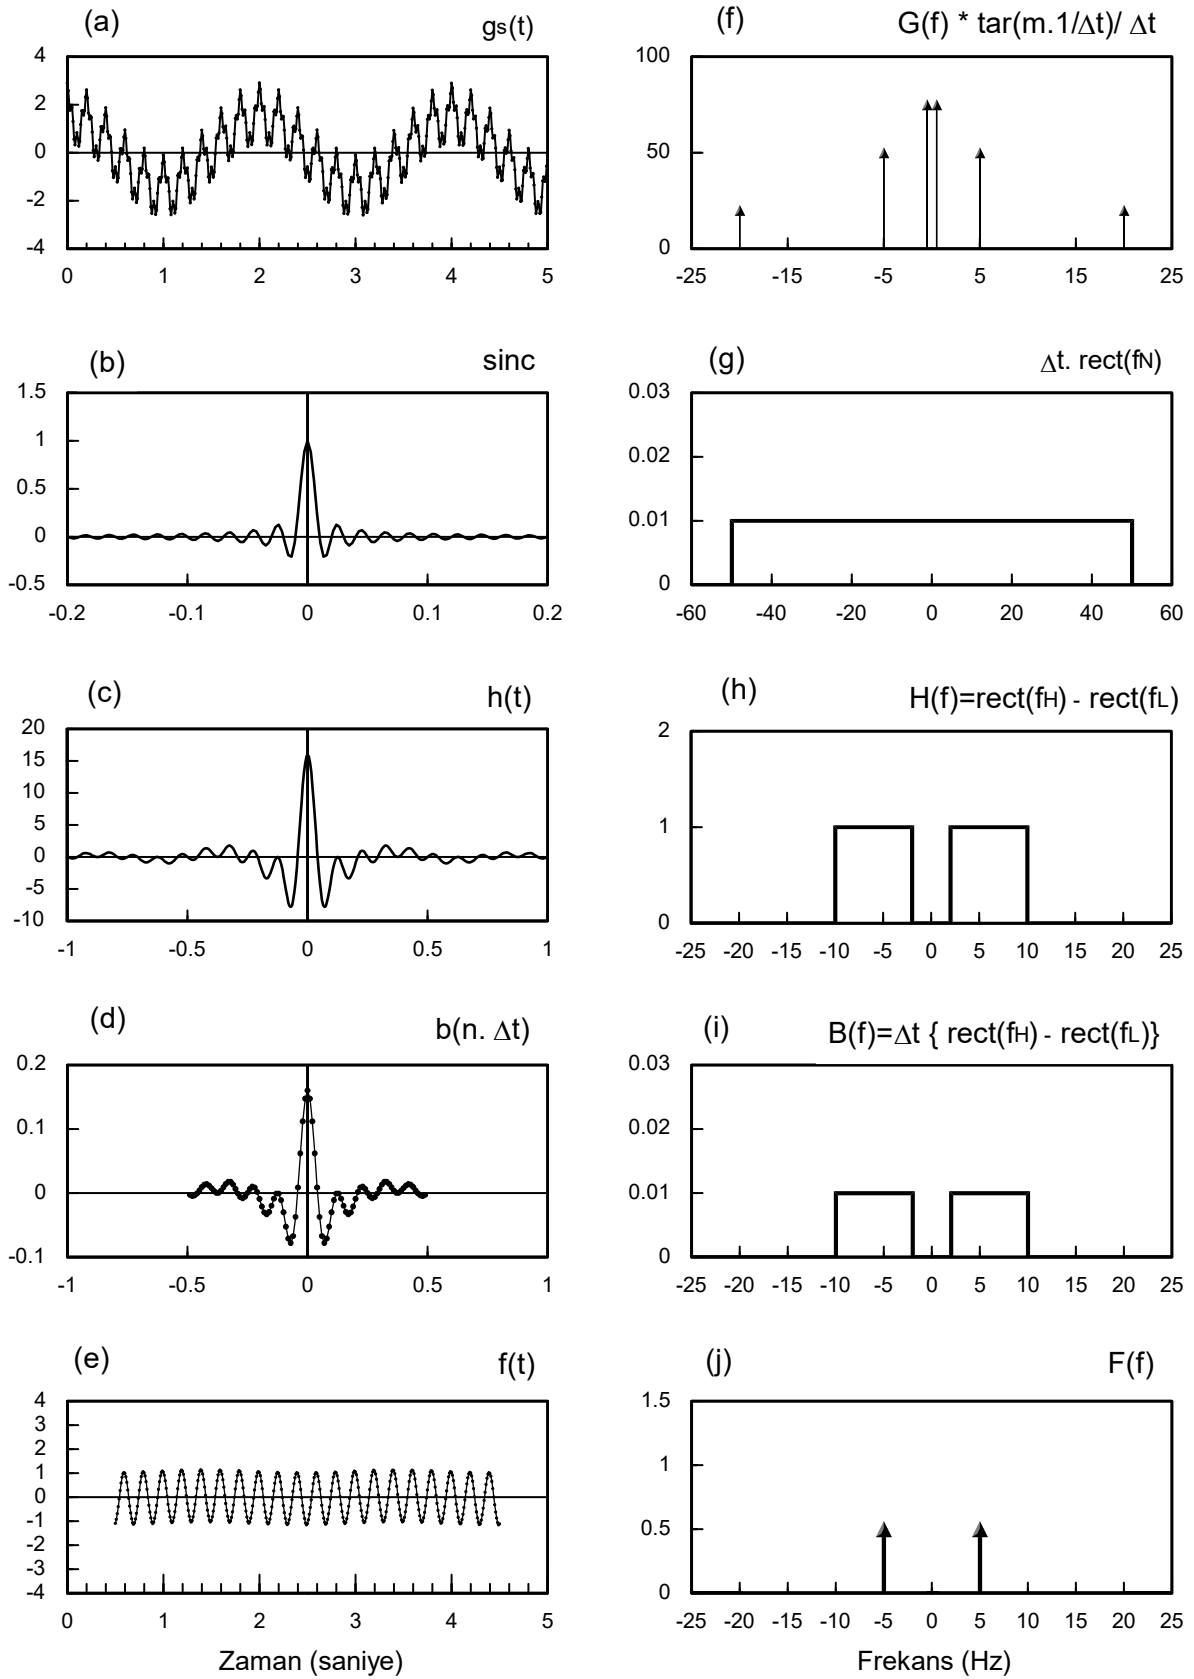 (a) gs(t)
4
2
0
-2
-4
0 1 2 3 4 5
(f) G(f) * tar(m.1/Δt)/ Δt
100
50
0
-25 -15 -5 5 15 25
(b) sinc
1.5
1
0.5
0
-0.5
-0.2 -0.1 0 0.1 0.2
(g) Δt. rect(fN)
0.03
0.02
0.01
0
-60 -40 -20 0 20 40 60
(c) h(t)
20
15
10
5
0
-5
-10
-1 -0.5 0 0.5 1
(h) H(f)=rect(fH) - rect(fL)
2
1
0
-25 -20 -15 -10 -5 0 5 10 15 20 25
(d) b(n. Δt)
0.2
0.1
0
-0.1
-1 -0.5 0 0.5 1
(i) B(f)=Δt { rect(fH) - rect(fL)}
0.03
0.02
0.01
0
-25 -20 -15 -10 -5 0 5 10 15 20 25
(e) f(t)
4
3
2
1
0
-1
-2
-3
-4
0 1 2 3 4 5
Zaman (saniye)
(j) F(f)
1.5
1
0.5
0
-25 -20 -15 -10 -5 0 5 10 15 20 25
Frekans (Hz)